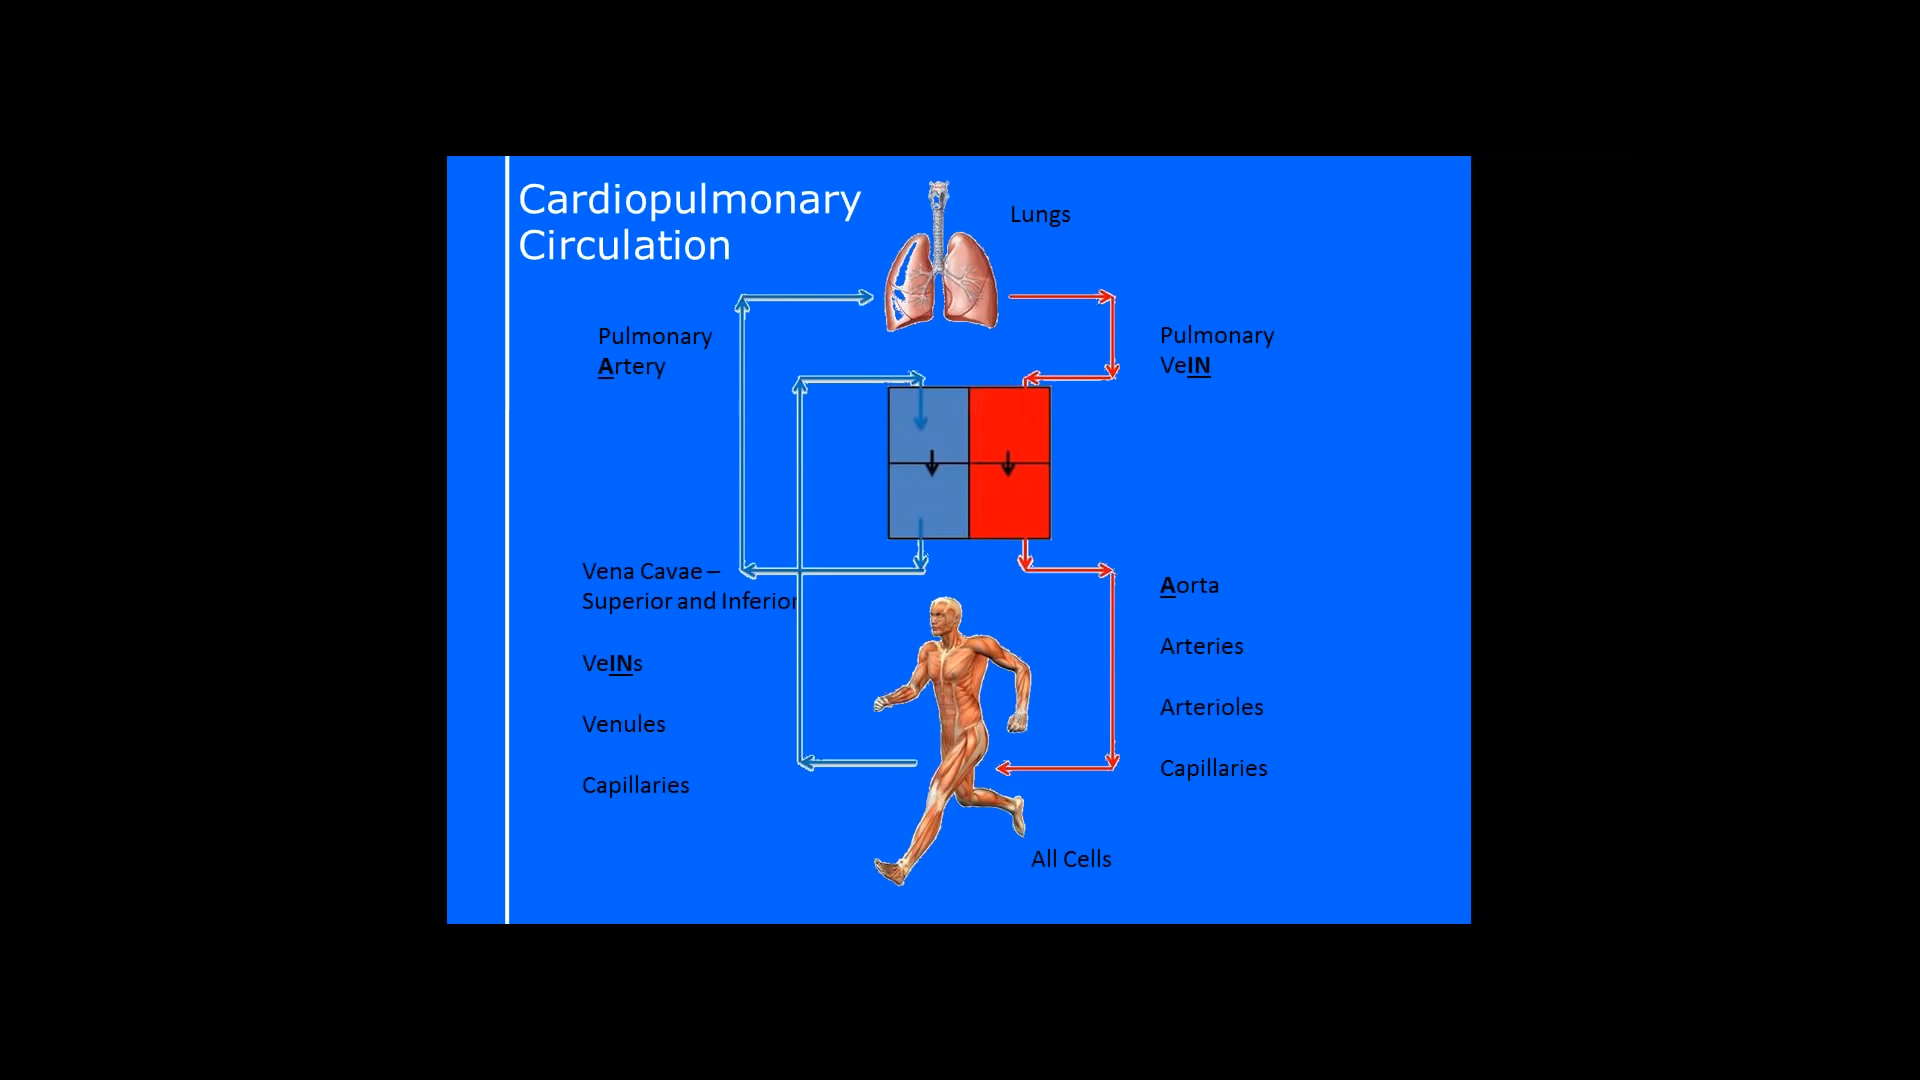 Cardiopulmonary
Circulation
Lungs
Pulmonary
Artery
Pulmonary
VeIN
Vena Cavae –
Superior and Inferior
VeINs
Venules
Capillaries
Aorta
Arteries
Arterioles
Capillaries
All Cells